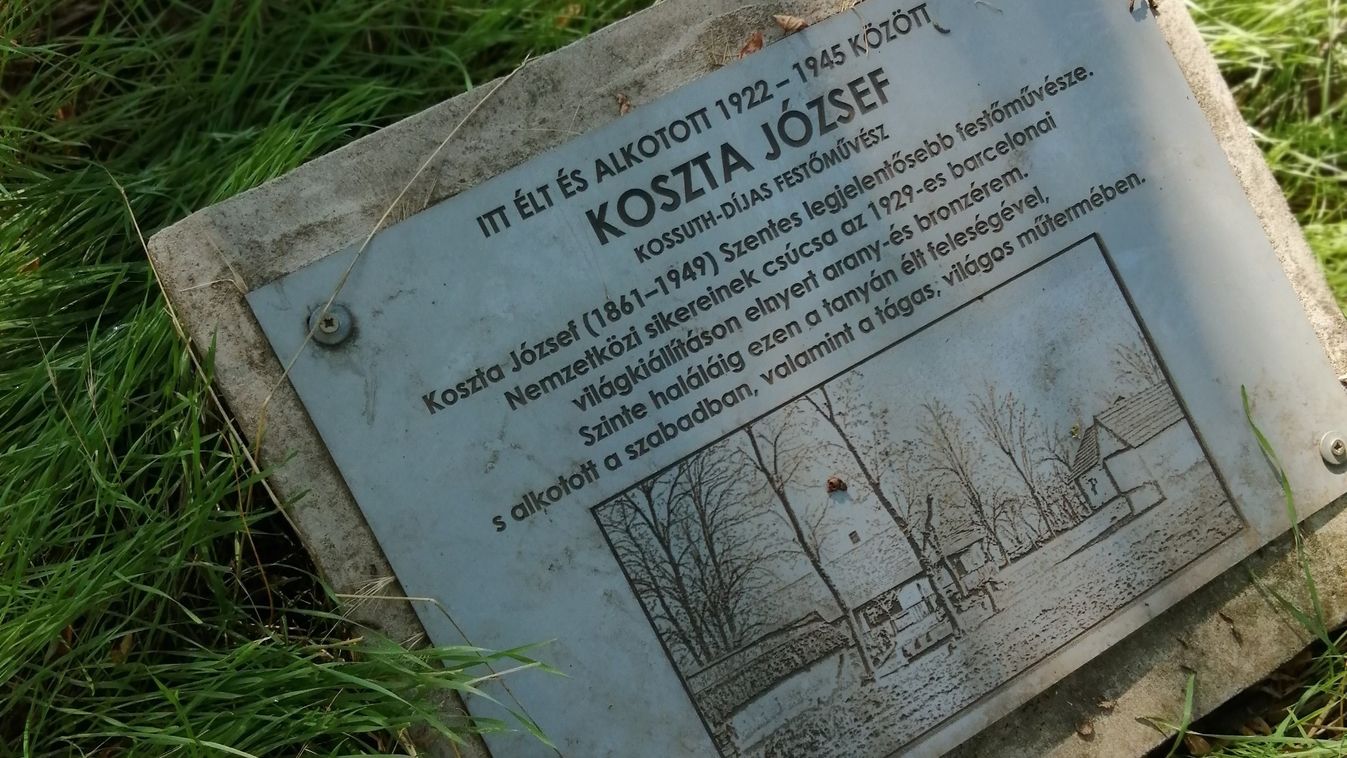 ITT ÉLT ÉS ALKOTOTT 1922–1945 KÖZÖTT
KOSZTA JÓZSEF
KOSSUTH-DÍJAS FESTŐMŰVÉSZ
Koszta József (1861–1949) Szentes legjelentősebb festőművésze.
Nemzetközi sikereinek csúcsa az 1929-es barcelonai
világkiállításon elnyert arany-és bronzérem.
Szinte haláláig ezen a tanyán élt feleségével,
s alkotott a szabadban, valamint a tágas, világos műtermében.